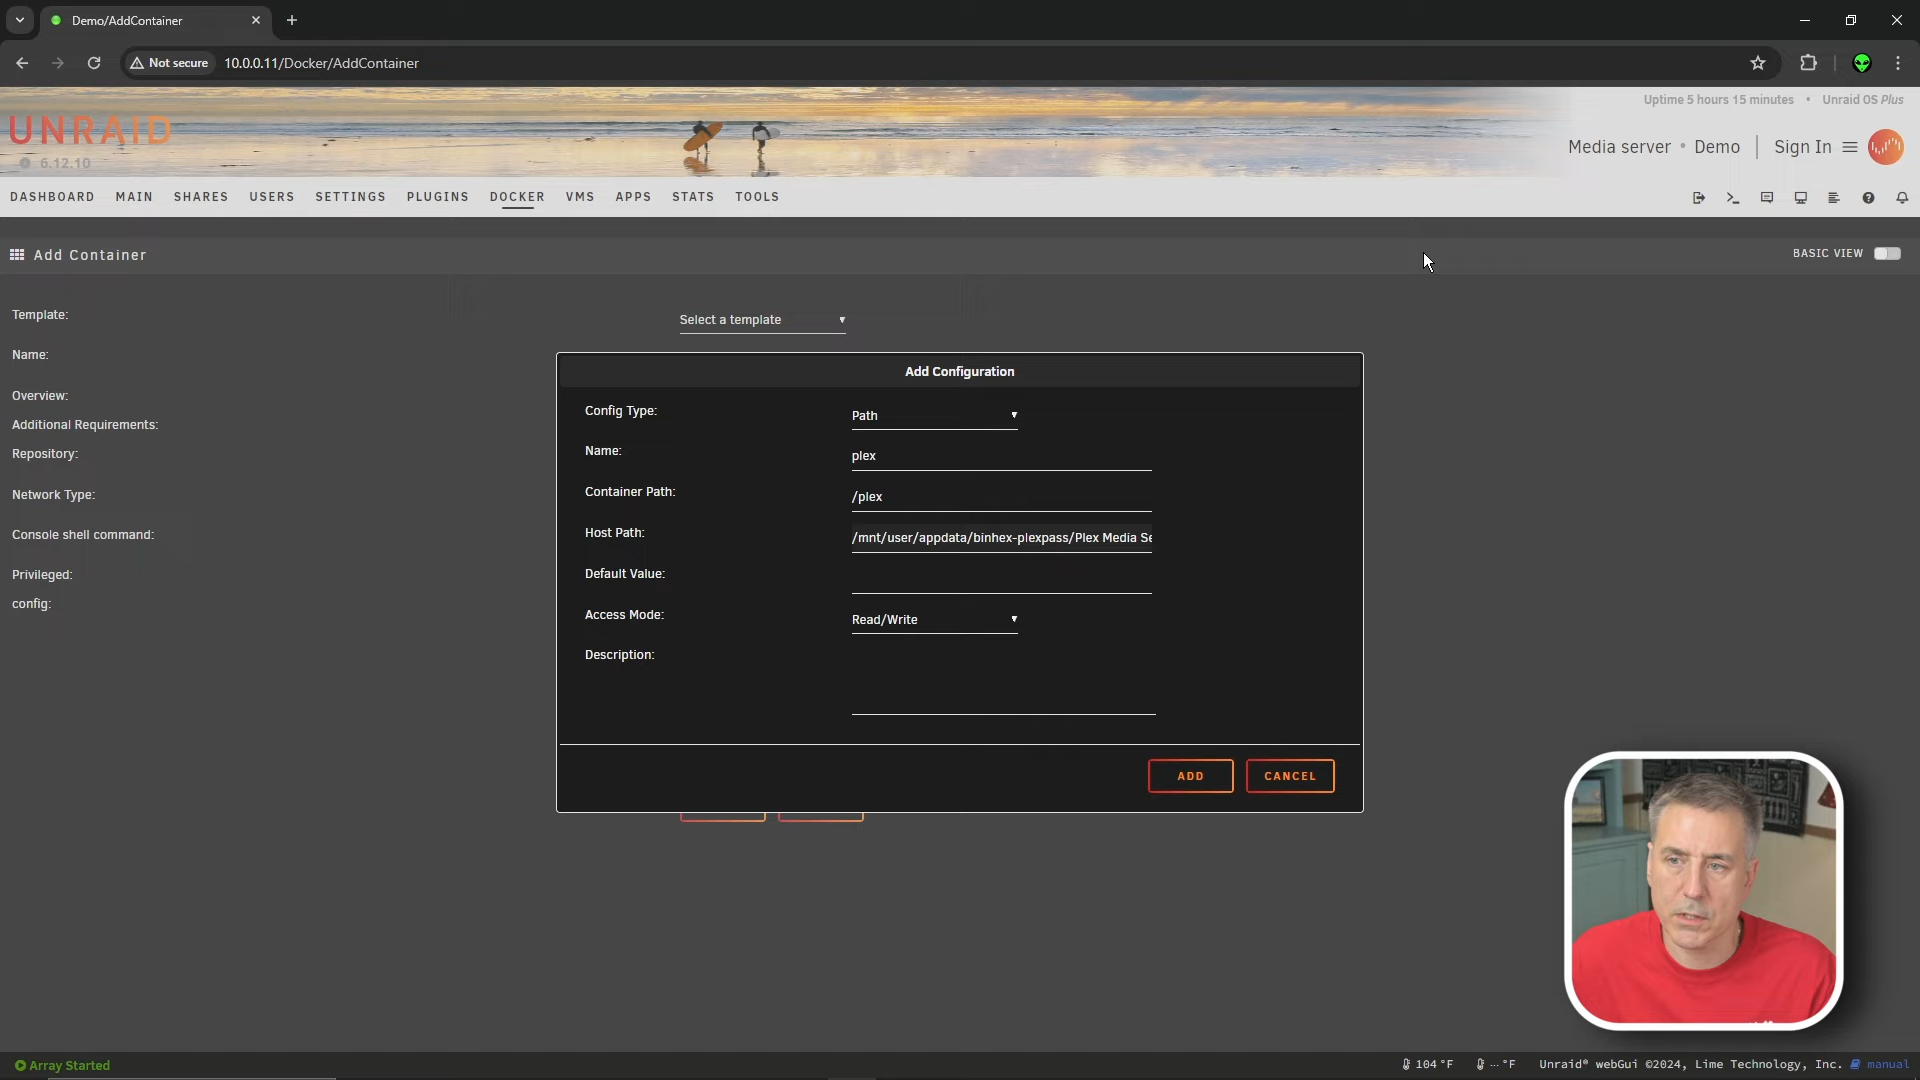 Demo/AddContainer
Not secure
10.0.0.11/Docker/AddContainer
Uptime 5 hours 15 minutes • Unraid OS Plus
UNRAID
6.12.10
Media server • Demo
Sign In
DASHBOARD MAIN SHARES USERS SETTINGS PLUGINS DOCKER VMS APPS STATS TOOLS
Add Container
BASIC VIEW
Template:
Select a template
Name:
Overview:
Additional Requirements:
Repository:
Network Type:
Console shell command:
Privileged:
config:
Add Configuration
Config Type:
Path
Name:
plex
Container Path:
/plex
Host Path:
/mnt/user/appdata/binhex-plexpass/Plex Media Se
Default Value:
Access Mode:
Read/Write
Description:
ADD
CANCEL
Array Started
104 °F
-- °F
Unraid® webGui ©2024, Lime Technology, Inc.
manual